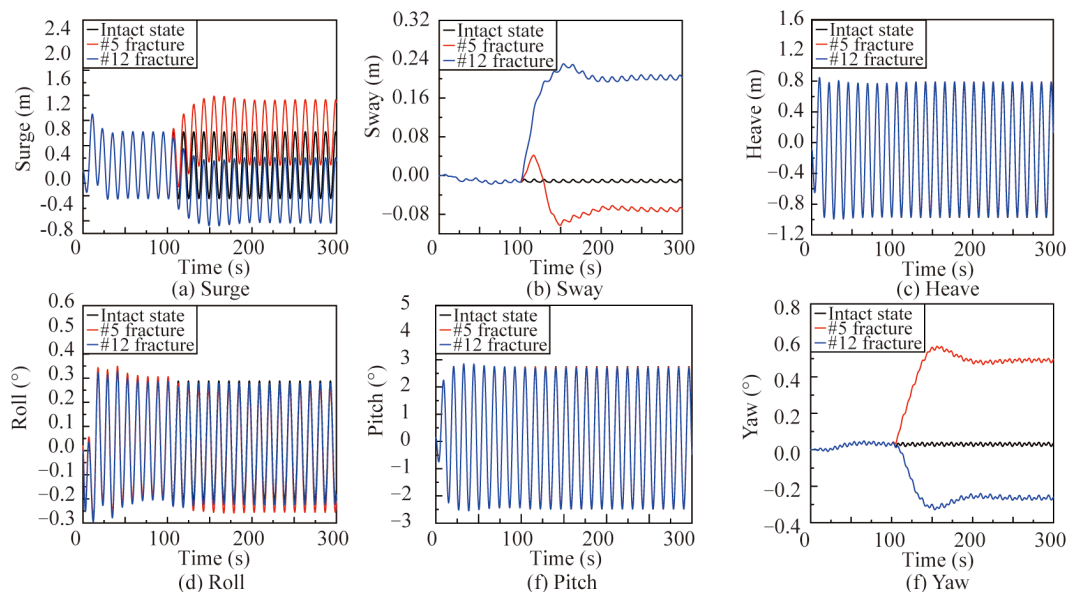 2.4
2.0
1.6
1.2
0.8
0.4
0.0
-0.4
-0.8
Surge (m)
Intact state
#5 fracture
#12 fracture
0 100 200 300
Time (s)
(a) Surge
0.32
0.24
0.16
0.08
0.00
−0.08
Sway (m)
Intact state
#5 fracture
#12 fracture
0 100 200 300
Time (s)
(b) Sway
1.6
1.2
0.8
0.4
0.0
−0.4
−0.8
−1.2
Heave (m)
Intact state
#5 fracture
#12 fracture
0 100 200 300
Time (s)
(c) Heave
0.6
0.5
0.4
0.3
0.2
0.1
0.0
−0.1
−0.2
−0.3
Roll (°)
Intact state
#5 fracture
#12 fracture
0 100 200 300
Time (s)
(d) Roll
5
4
3
2
1
0
−1
−2
−3
Pitch (°)
Intact state
#5 fracture
#12 fracture
0 100 200 300
Time (s)
(f) Pitch
0.8
0.6
0.4
0.2
0.0
−0.2
−0.4
Yaw (°)
Intact state
#5 fracture
#12 fracture
0 100 200 300
Time (s)
(f) Yaw